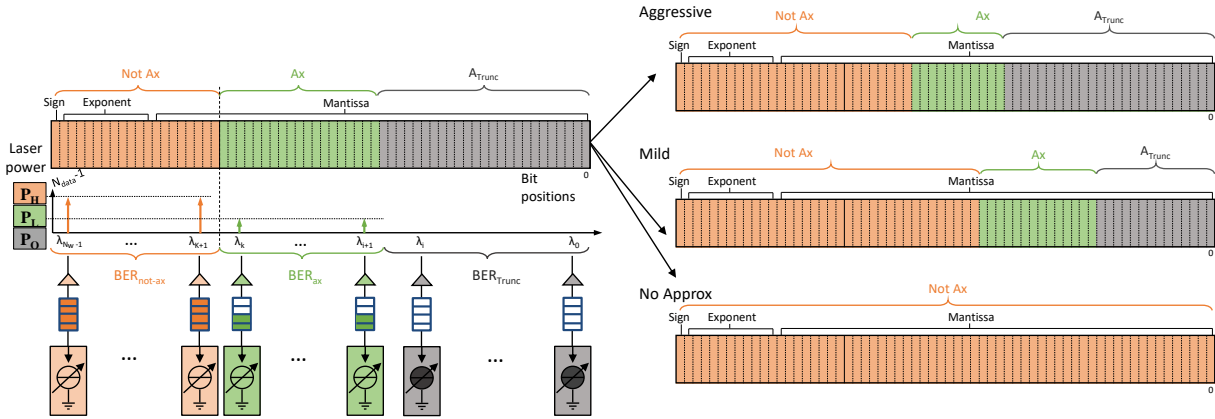 Not Ax
Ax
A_Trunc
Sign
Exponent
Mantissa
0
Laser
power
P_H
P_L
P_O
N_data-1
Bit
positions
λ_Nw-1
...
λ_K+1
λ_k
...
λ_i+1
λ_i
λ_0
BER_not-ax
BER_ax
BER_Trunc
...
...
...
Aggressive
Not Ax
Ax
A_Trunc
Sign
Exponent
Mantissa
0
Mild
Not Ax
Ax
A_Trunc
Sign
Exponent
Mantissa
0
No Approx
Not Ax
Sign
Exponent
Mantissa
0